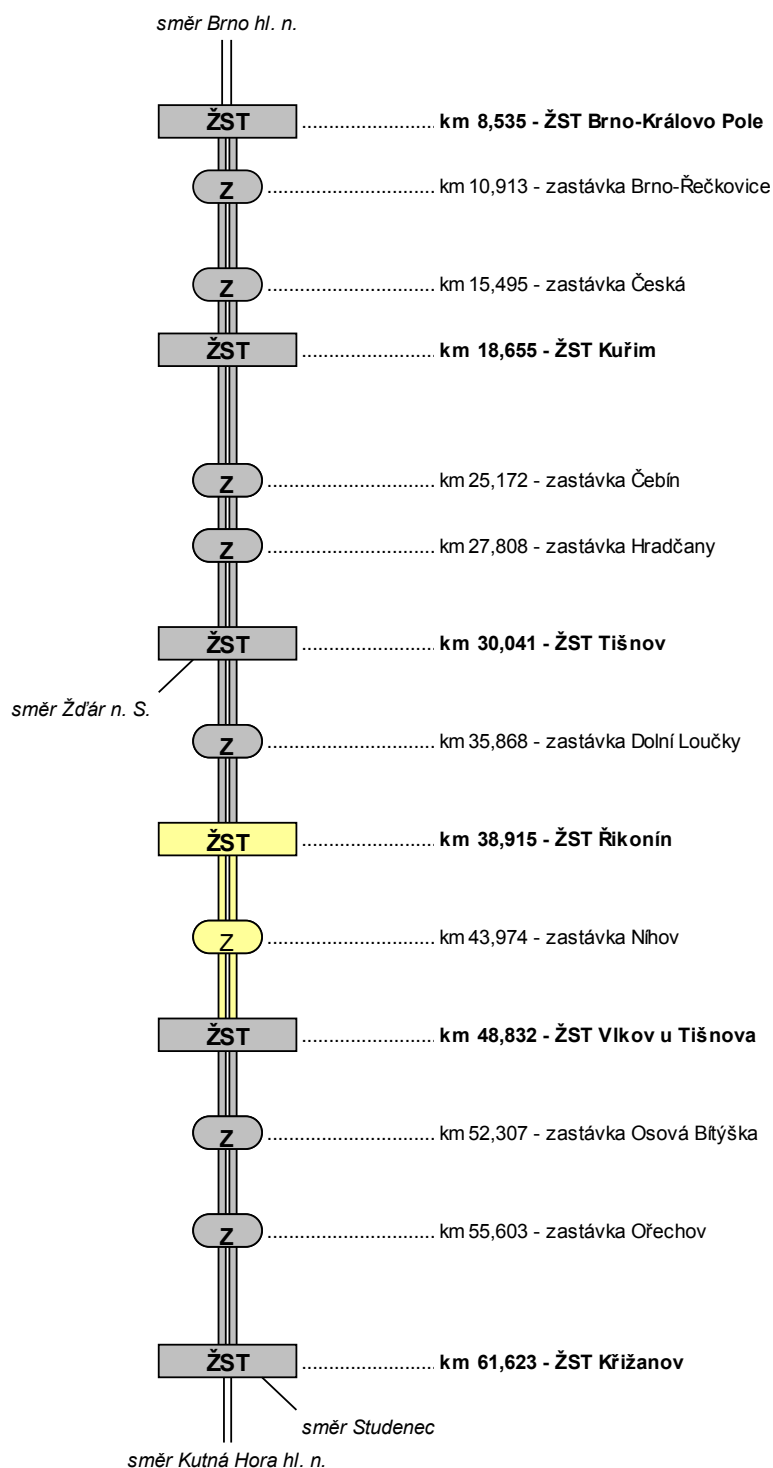 směr Brno hl. n.
ŽST ........................ km 8,535 - ŽST Brno-Královo Pole
Z ............................... km 10,913 - zastávka Brno-Řečkovice
Z ............................... km 15,495 - zastávka Česká
ŽST ........................ km 18,655 - ŽST Kuřim
Z ............................... km 25,172 - zastávka Čebín
Z ............................... km 27,808 - zastávka Hradčany
ŽST ........................ km 30,041 - ŽST Tišnov
směr Žďár n. S.
Z ............................... km 35,868 - zastávka Dolní Loučky
ŽST ........................ km 38,915 - ŽST Řikonín
Z ............................... km 43,974 - zastávka Níhov
ŽST ........................ km 48,832 - ŽST Vlkov u Tišnova
Z ............................... km 52,307 - zastávka Osová Bítýška
Z ............................... km 55,603 - zastávka Ořechov
ŽST ........................ km 61,623 - ŽST Křižanov
směr Studenec
směr Kutná Hora hl. n.